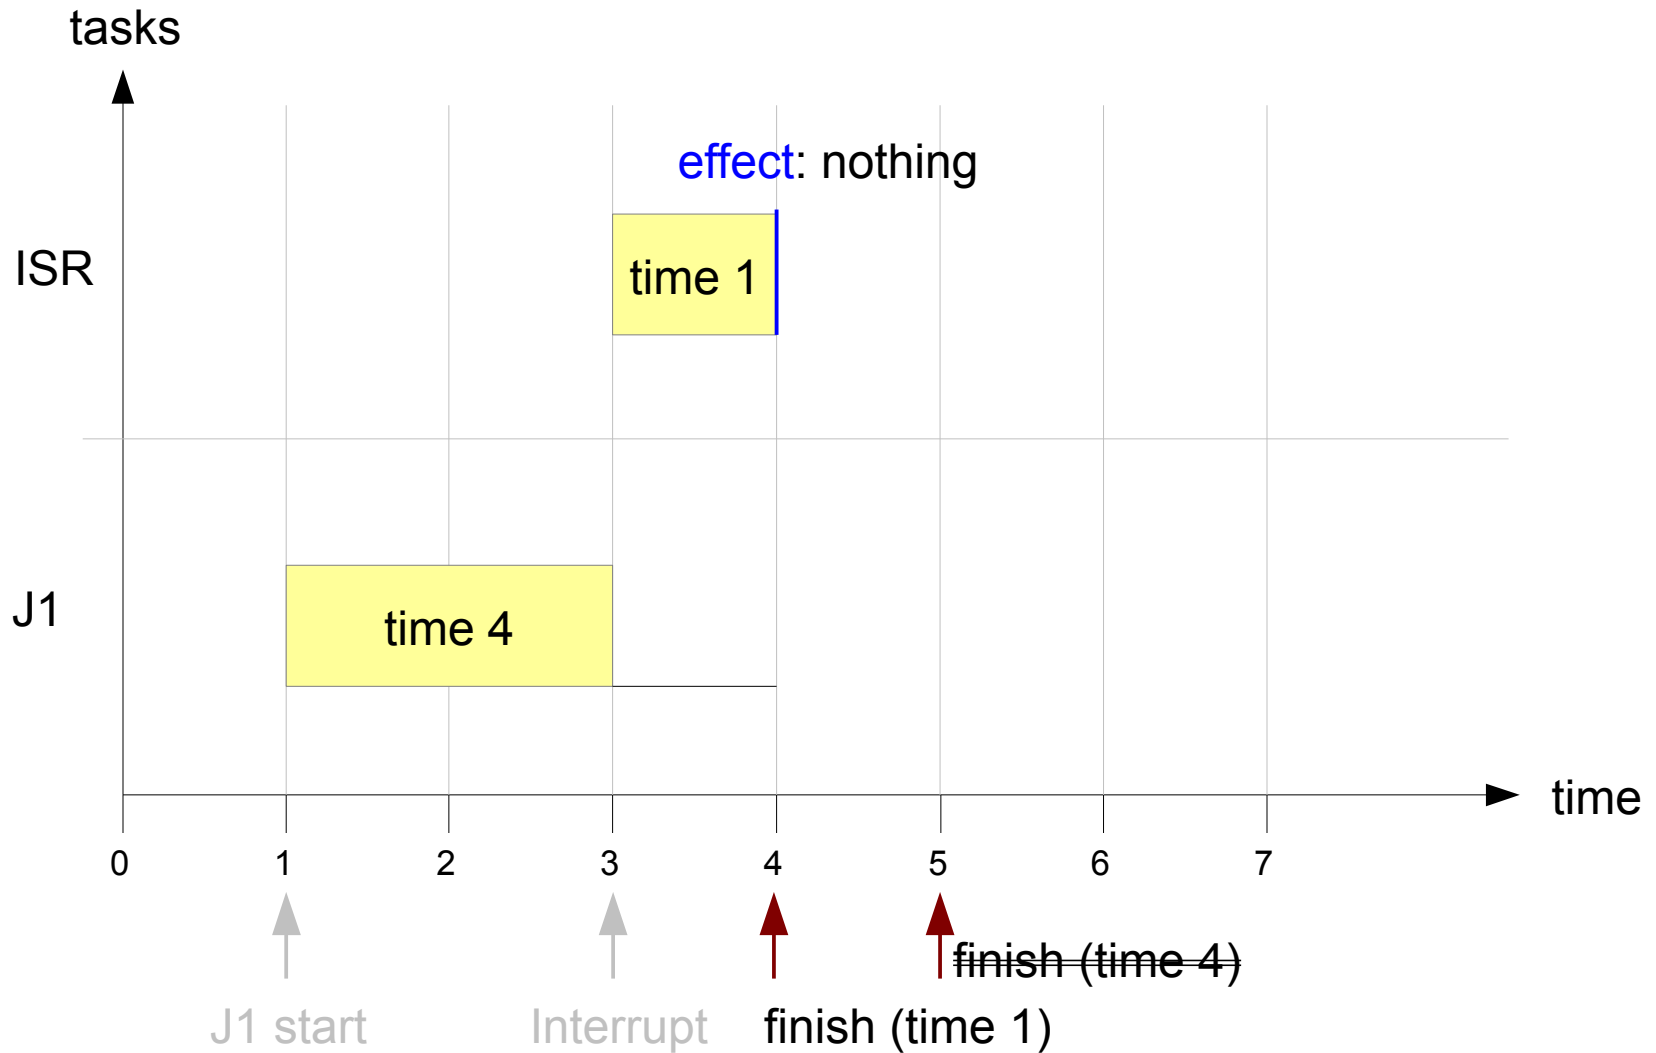 tasks
effect: nothing
ISR
time 1
J1
time 4
time
0 1 2 3 4 5 6 7
finish (time 4)
J1 start Interrupt finish (time 1)